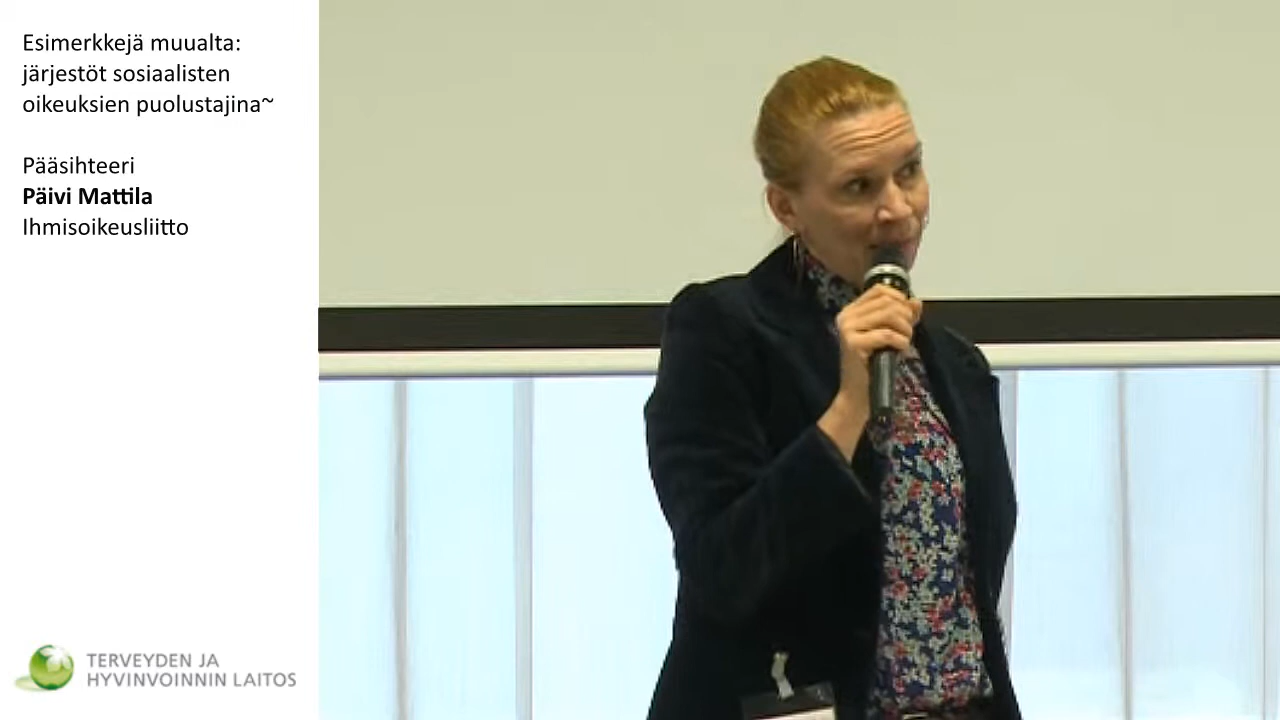 Esimerkkejä muualta:
järjestöt sosiaalisten
oikeuksien puolustajina~
Pääsihteeri
Päivi Mattila
Ihmisoikeusliitto
TERVEYDEN JA
HYVINVOINNIN LAITOS